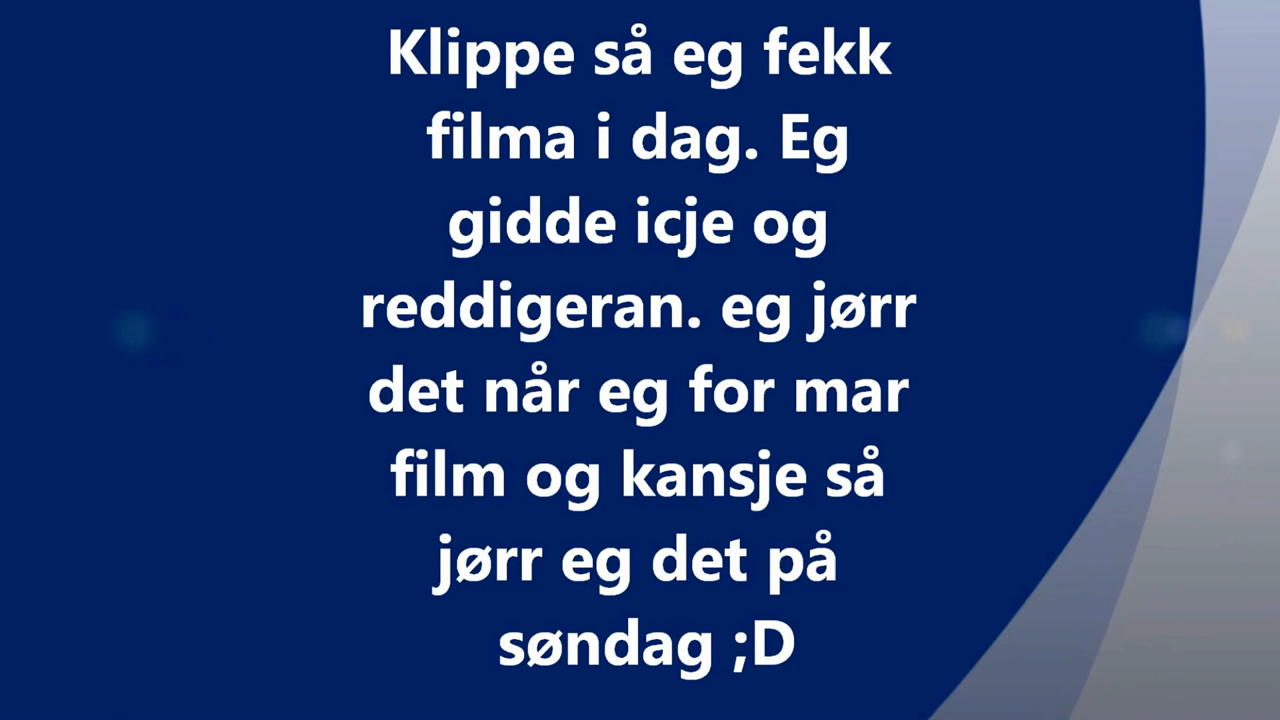 Klippe så eg fekk
filma i dag. Eg
gidde icje og
reddigeran. eg jørr
det når eg for mar
film og kansje så
jørr eg det på
søndag ;D